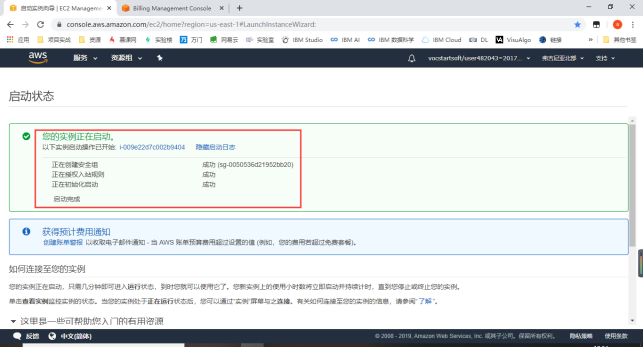 启动实例向导 | EC2 Managemen
Billing Management Console
console.aws.amazon.com/ec2/home?region=us-east-1#LaunchInstanceWizard:
应用 项目实战 资源 慕课网 实验楼 万门 网易云 实验室 IBM Studio IBM AI IBM 数据科学 IBM Cloud DL VisuAlgo 链接 » 其他书签
aws 服务 资源组 vocstartsoft/user482043=2017... 弗吉尼亚北部 支持
启动状态
您的实例正在启动。
以下实例启动操作已开始: i-009e22d7c002b9404 隐藏启动日志
正在创建安全组 成功 (sg-0050536d21952bb20)
正在授权入站规则 成功
正在初始化启动 成功
启动完成
获得预计费用通知
创建账单警报 以收取电子邮件通知 - 当 AWS 账单预算费用超过设置的值 (例如，您的费用若超过免费套餐)。
如何连接至您的实例
您的实例正在启动，只需几分钟即可进入运行状态，到时您就可以使用它了。您新实例上的使用小时数将立即启动并持续计时，直到您停止或终止您的实例。
单击查看实例监控实例的状态。当您的实例处于正在运行状态后，您可以通过"实例"屏幕与之连接。有关如何连接至您的实例的信息，请参阅"了解"。
▾ 这里是一些可帮助您入门的有用资源
反馈 中文(简体) © 2008 - 2019, Amazon Web Services, Inc. 或其子公司。保留所有权利。 隐私策略 使用条款